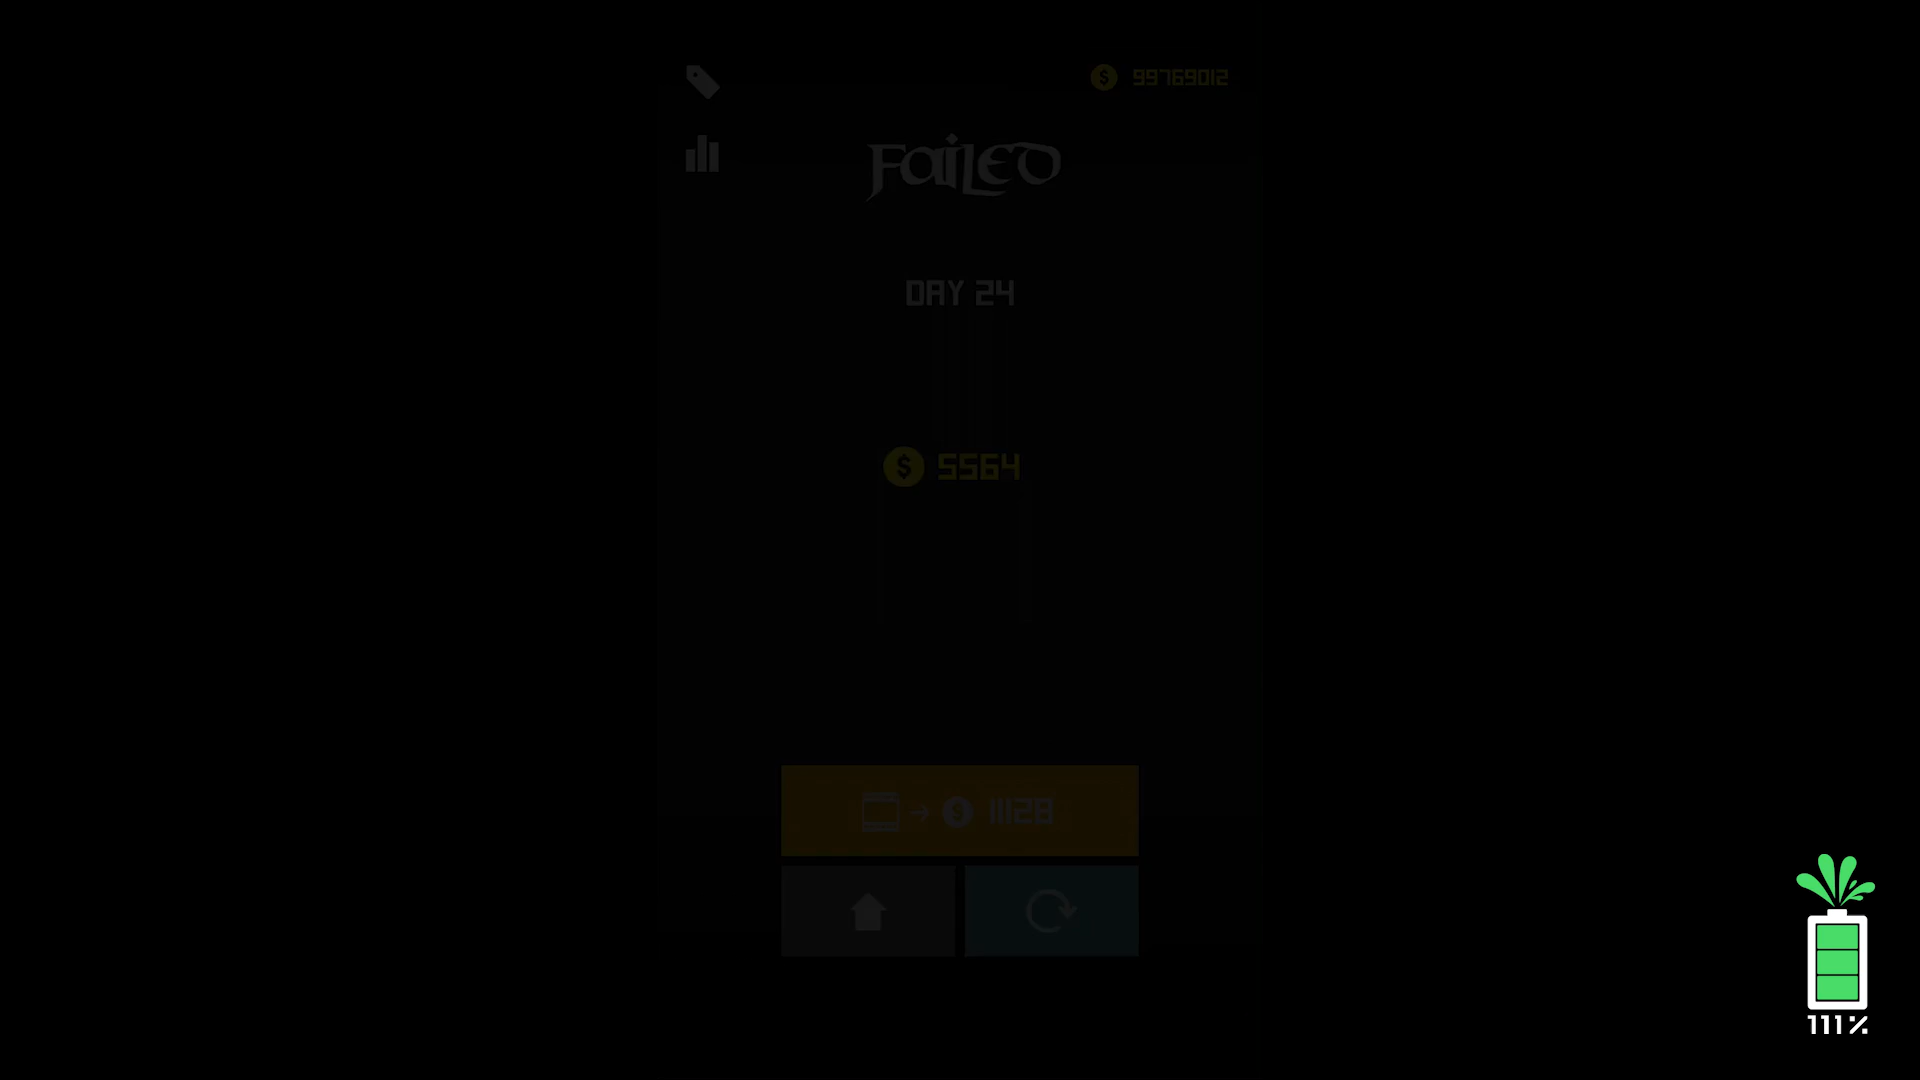 $ 99769012
FaiLED
DAY 24
$ 5564
→ $ 11128
111%